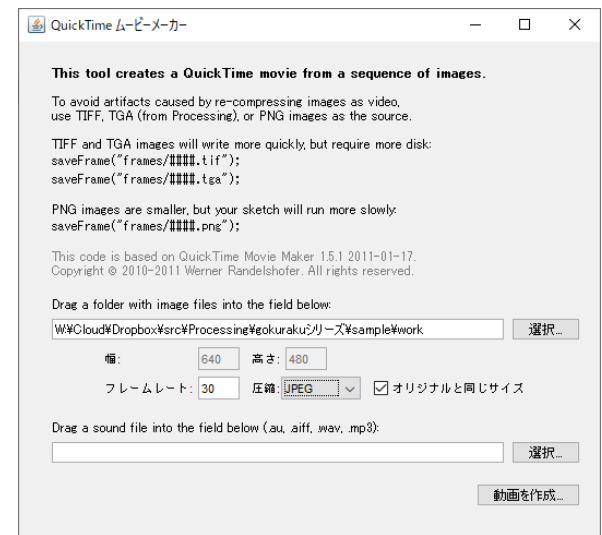 QuickTime ムービーメーカー
This tool creates a QuickTime movie from a sequence of images.
To avoid artifacts caused by re-compressing images as video,
use TIFF, TGA (from Processing), or PNG images as the source.
TIFF and TGA images will write more quickly, but require more disk:
saveFrame("frames/####.tif");
saveFrame("frames/####.tga");
PNG images are smaller, but your sketch will run more slowly:
saveFrame("frames/####.png");
This code is based on QuickTime Movie Maker 1.5.1 2011-01-17.
Copyright © 2010-2011 Werner Randelshofer. All rights reserved.
Drag a folder with image files into the field below:
W:¥Cloud¥Dropbox¥src¥Processing¥gokurakuシリーズ¥sample¥work 選択...
幅: 640 高さ: 480
フレームレート: 30 圧縮: JPEG オリジナルと同じサイズ
Drag a sound file into the field below (.au, .aiff, .wav, .mp3):
選択...
動画を作成...